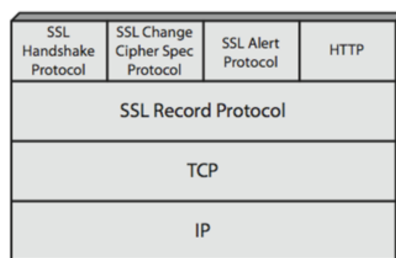 SSL
Handshake
Protocol
SSL Change
Cipher Spec
Protocol
SSL Alert
Protocol
HTTP
SSL Record Protocol
TCP
IP